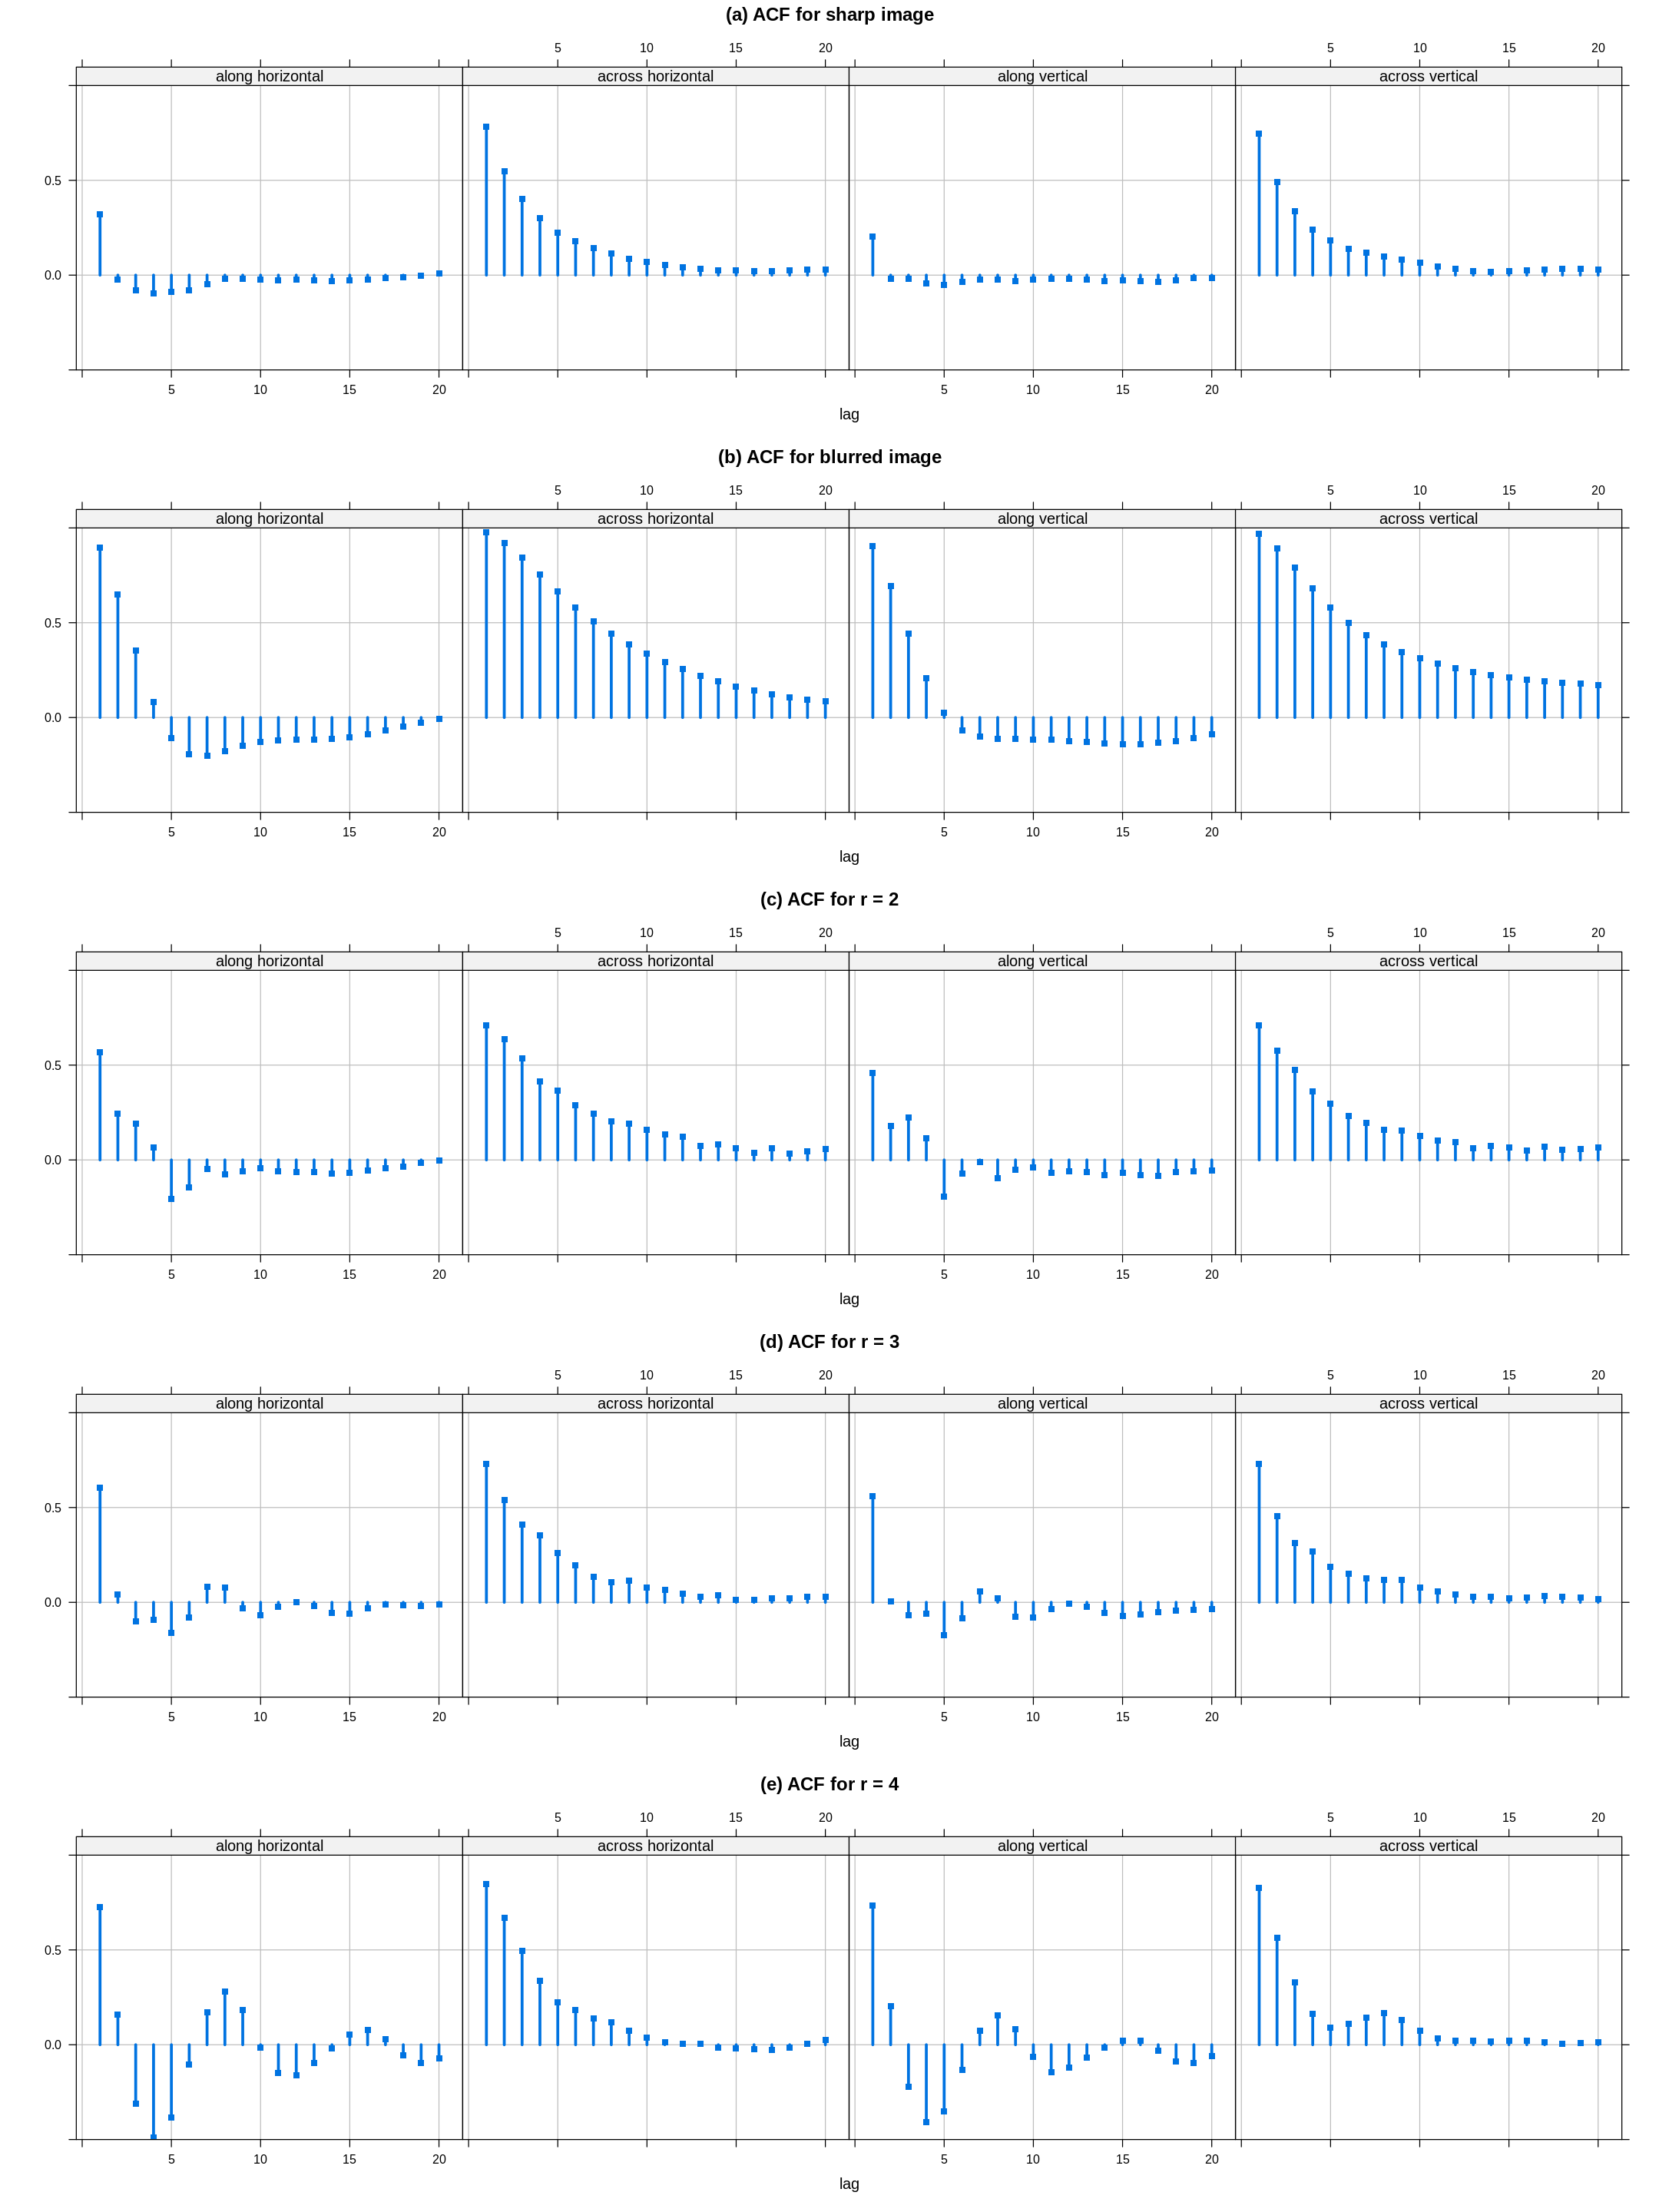 (a) ACF for sharp image
5 10 15 20 5 10 15 20
along horizontal across horizontal along vertical across vertical
0.5
0.0
5 10 15 20 5 10 15 20
lag
(b) ACF for blurred image
5 10 15 20 5 10 15 20
along horizontal across horizontal along vertical across vertical
0.5
0.0
5 10 15 20 5 10 15 20
lag
(c) ACF for r = 2
5 10 15 20 5 10 15 20
along horizontal across horizontal along vertical across vertical
0.5
0.0
5 10 15 20 5 10 15 20
lag
(d) ACF for r = 3
5 10 15 20 5 10 15 20
along horizontal across horizontal along vertical across vertical
0.5
0.0
5 10 15 20 5 10 15 20
lag
(e) ACF for r = 4
5 10 15 20 5 10 15 20
along horizontal across horizontal along vertical across vertical
0.5
0.0
5 10 15 20 5 10 15 20
lag